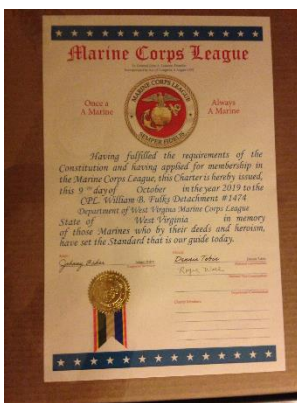 Marine Corps League
MARINE CORPS LEAGUE
Once a
A Marine
Always
A Marine
SEMPER FIDELIS
Having fulfilled the requirements of the
Constitution and having applied for membership in
the Marine Corps League, this Charter is hereby issued,
this 9 th day of October in the year 2019 to the
CPL. William B. Fulks Detachment #1474
Department of West Virginia Marine Corps League
State of West Virginia in memory
of those Marines who by their deeds and heroism,
have set the Standard that is our guide today.
Dennis Tobin